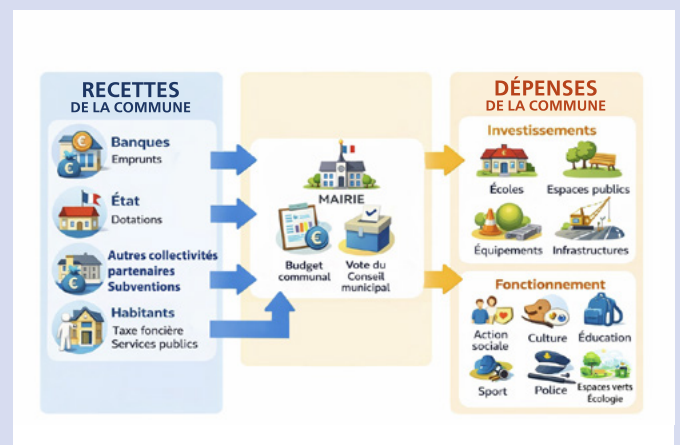 RECETTES
DE LA COMMUNE
Banques
Emprunts
État
Dotations
Autres collectivités
partenaires
Subventions
Habitants
Taxe foncière
Services publics
MAIRIE
Budget
communal
Vote du
Conseil
municipal
DÉPENSES
DE LA COMMUNE
Investissements
Écoles
Espaces publics
Équipements
Infrastructures
Fonctionnement
Action
sociale
Culture
Éducation
Sport
Police
Espaces verts
Écologie